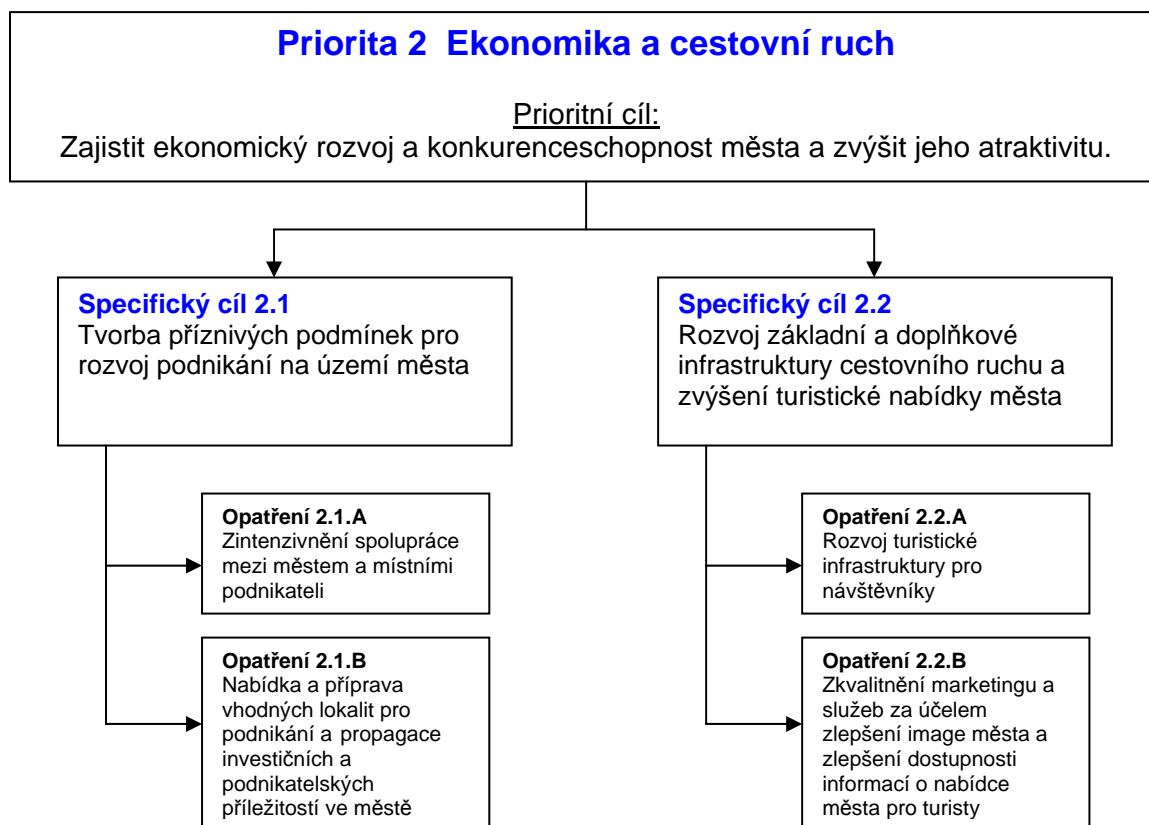 Priorita 2 Ekonomika a cestovní ruch
Prioritní cíl:
Zajistit ekonomický rozvoj a konkurenceschopnost města a zvýšit jeho atraktivitu.
Specifický cíl 2.1
Tvorba příznivých podmínek pro
rozvoj podnikání na území města
Specifický cíl 2.2
Rozvoj základní a doplňkové
infrastruktury cestovního ruchu a
zvýšení turistické nabídky města
Opatření 2.1.A
Zintenzivnění spolupráce
mezi městem a místními
podnikateli
Opatření 2.2.A
Rozvoj turistické
infrastruktury pro
návštěvníky
Opatření 2.1.B
Nabídka a příprava
vhodných lokalit pro
podnikání a propagace
investičních a
podnikatelských
příležitostí ve městě
Opatření 2.2.B
Zkvalitnění marketingu a
služeb za účelem
zlepšení image města a
zlepšení dostupnosti
informací o nabídce
města pro turisty